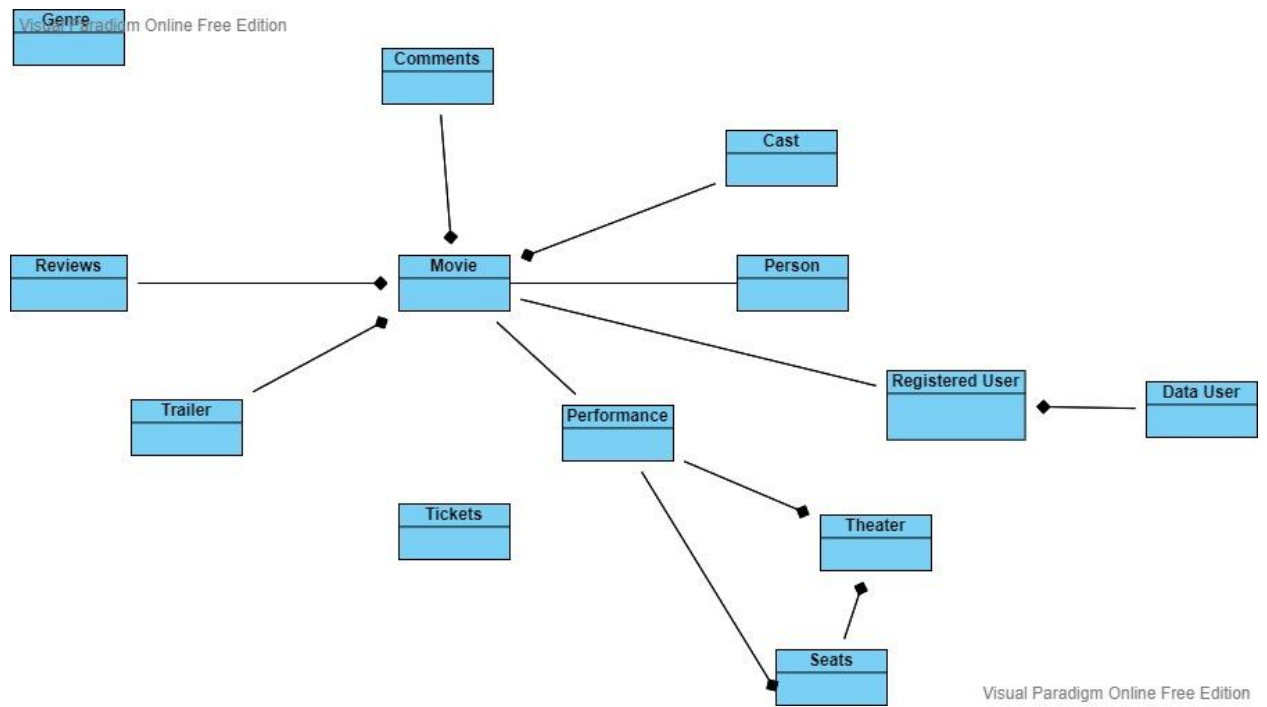 Genre
Visual Paradigm Online Free Edition
Comments
Cast
Reviews
Movie
Person
Registered User
Data User
Trailer
Performance
Tickets
Theater
Seats
Visual Paradigm Online Free Edition